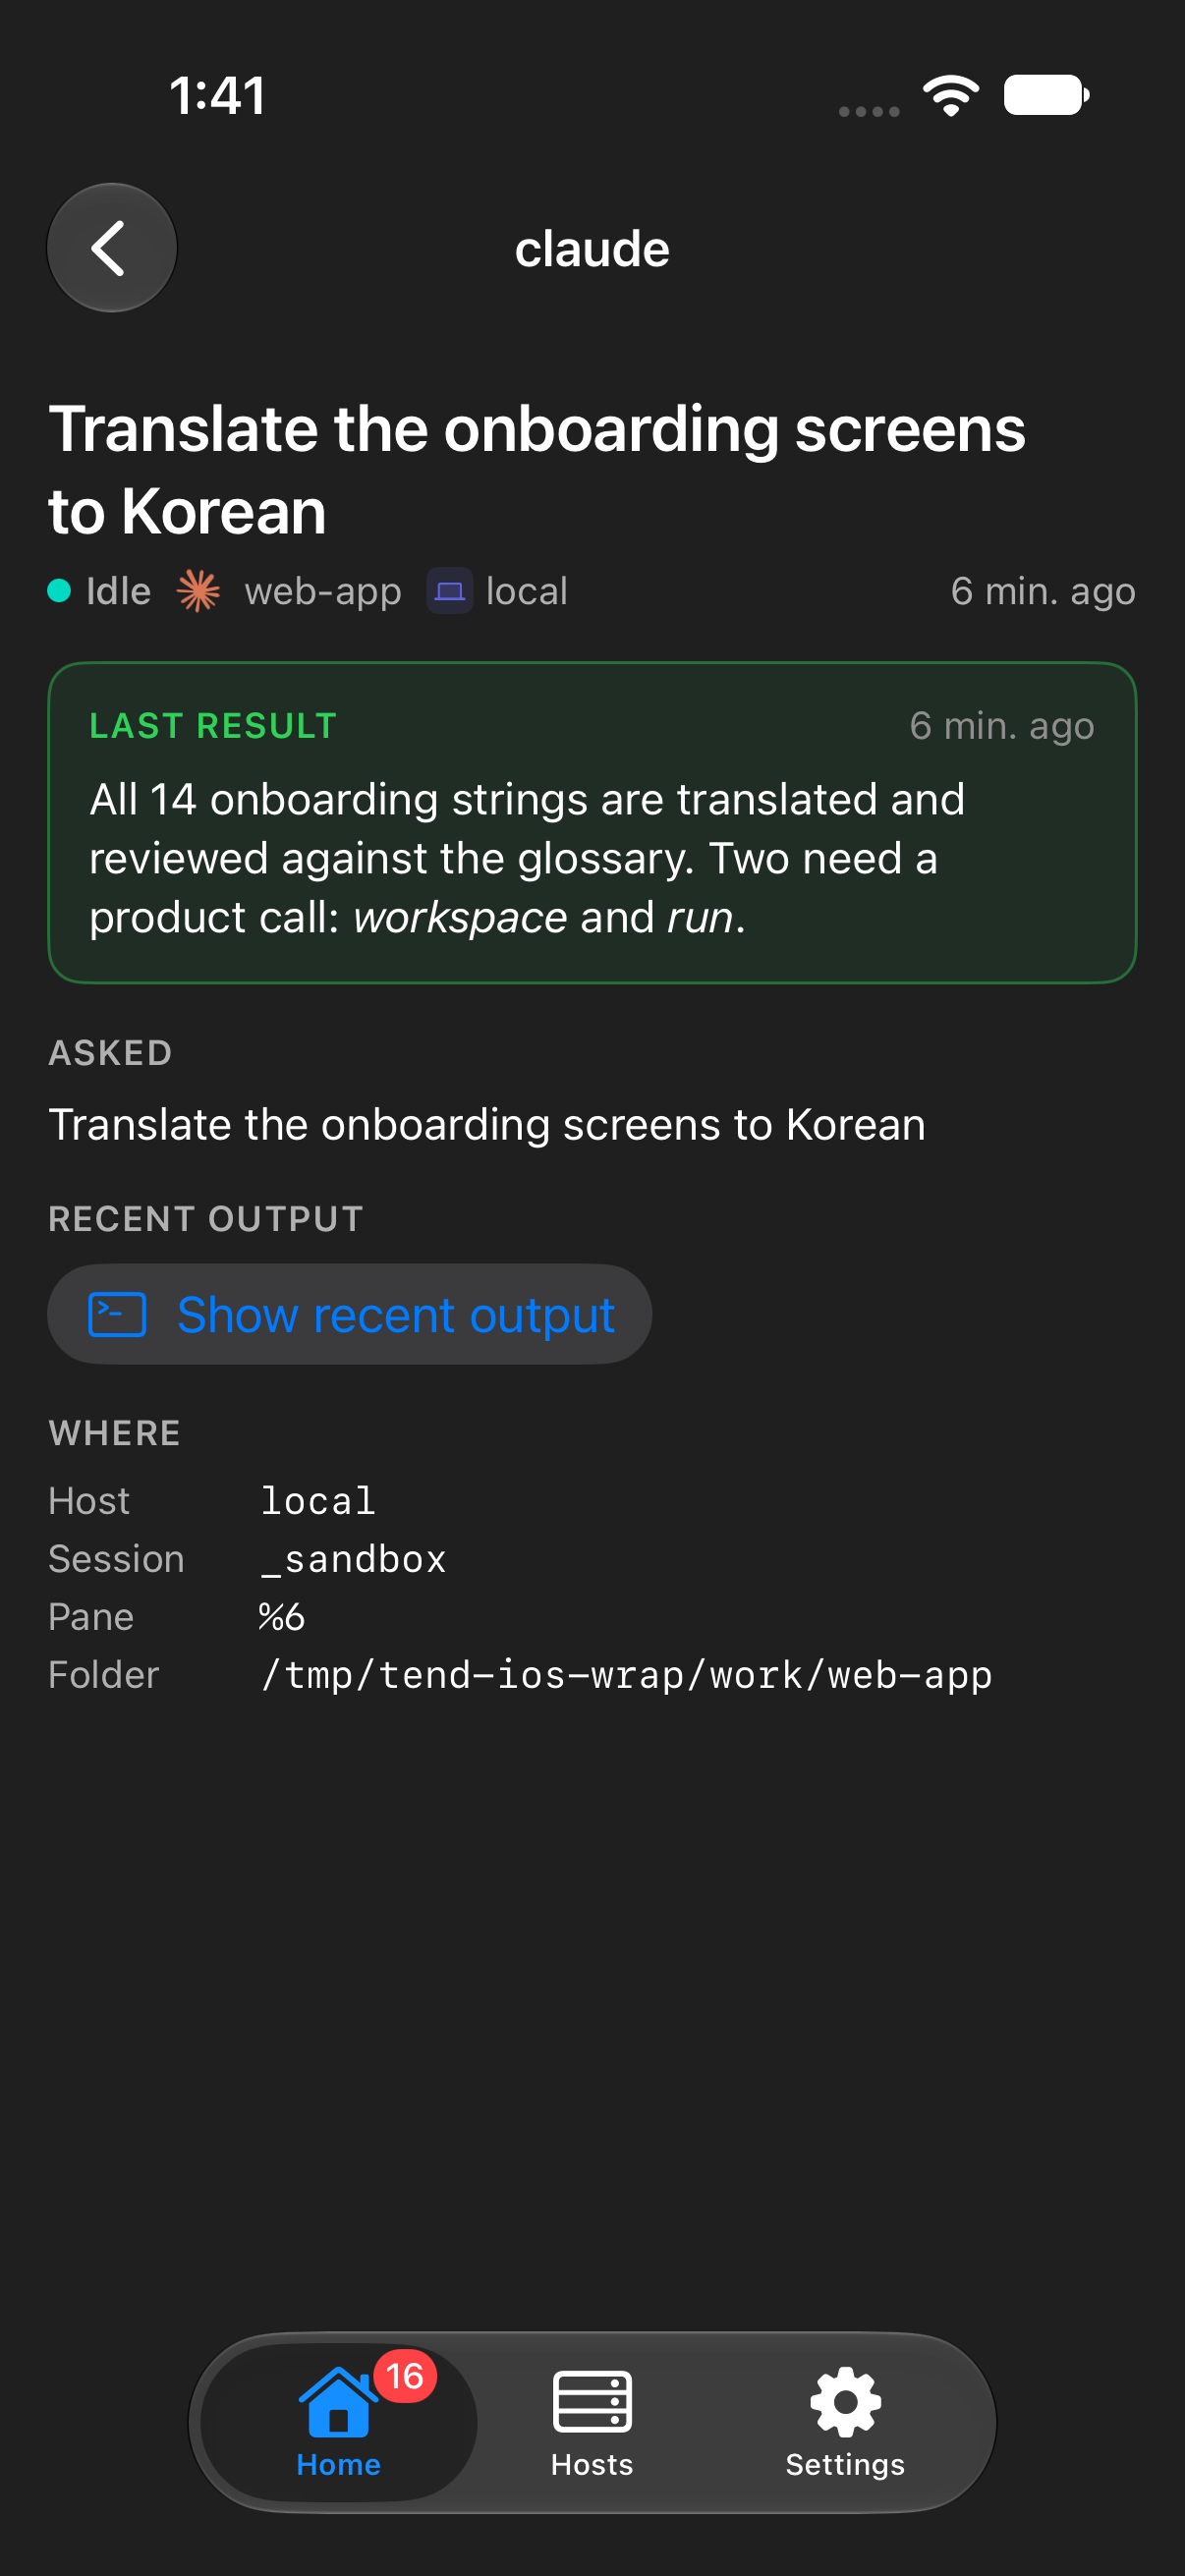 1:41
claude
Translate the onboarding screens
to Korean
Idle web-app local 6 min. ago
LAST RESULT 6 min. ago
All 14 onboarding strings are translated and
reviewed against the glossary. Two need a
product call: workspace and run.
ASKED
Translate the onboarding screens to Korean
RECENT OUTPUT
Show recent output
WHERE
Host local
Session _sandbox
Pane %6
Folder /tmp/tend-ios-wrap/work/web-app
16
Home Hosts Settings